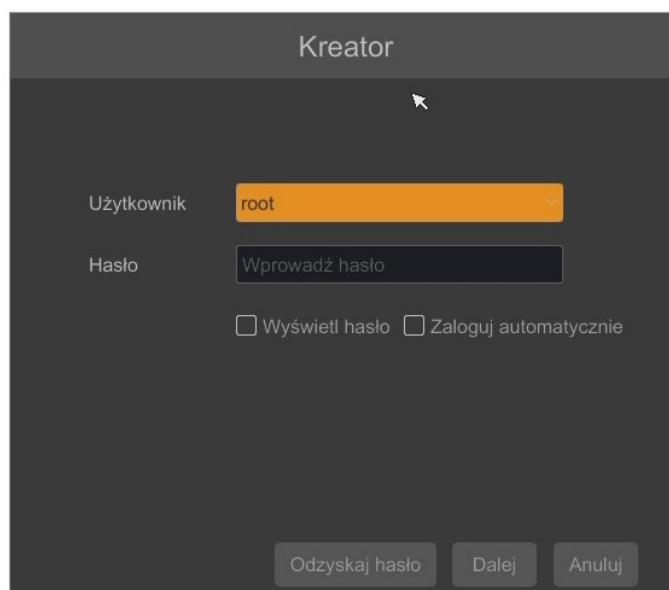 Kreator
Użytkownik root
Hasło Wprowadź hasło
Wyświetl hasło Zaloguj automatycznie
Odzyskaj hasło Dalej Anuluj